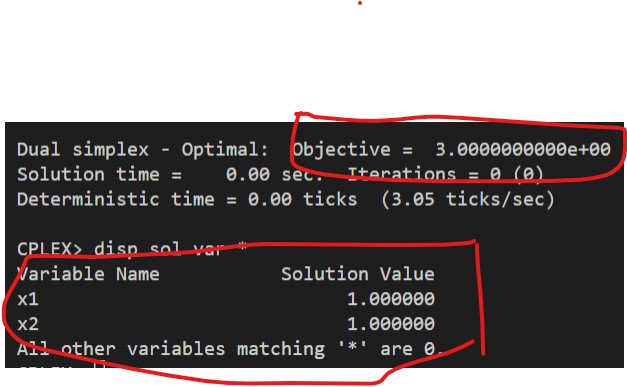 Dual simplex - Optimal:  Objective =  3.0000000000e+00
Solution time =    0.00 sec.  Iterations = 0 (0)
Deterministic time = 0.00 ticks  (3.05 ticks/sec)
CPLEX> disp sol var *
Variable Name           Solution Value
x1                            1.000000
x2                            1.000000
All other variables matching '*' are 0.
CPLEX>